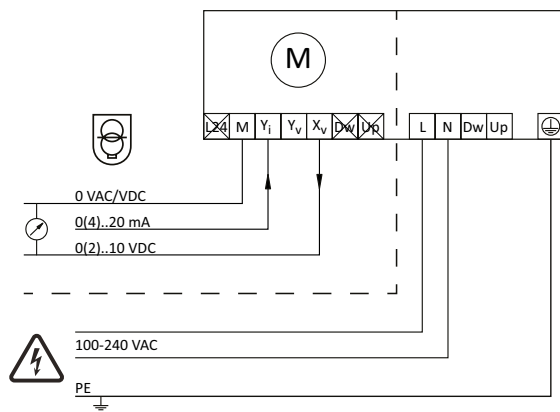 M
L24 M Yi Yv Xv Dw Up L N Dw Up
0 VAC/VDC
0(4)..20 mA
0(2)..10 VDC
100-240 VAC
PE